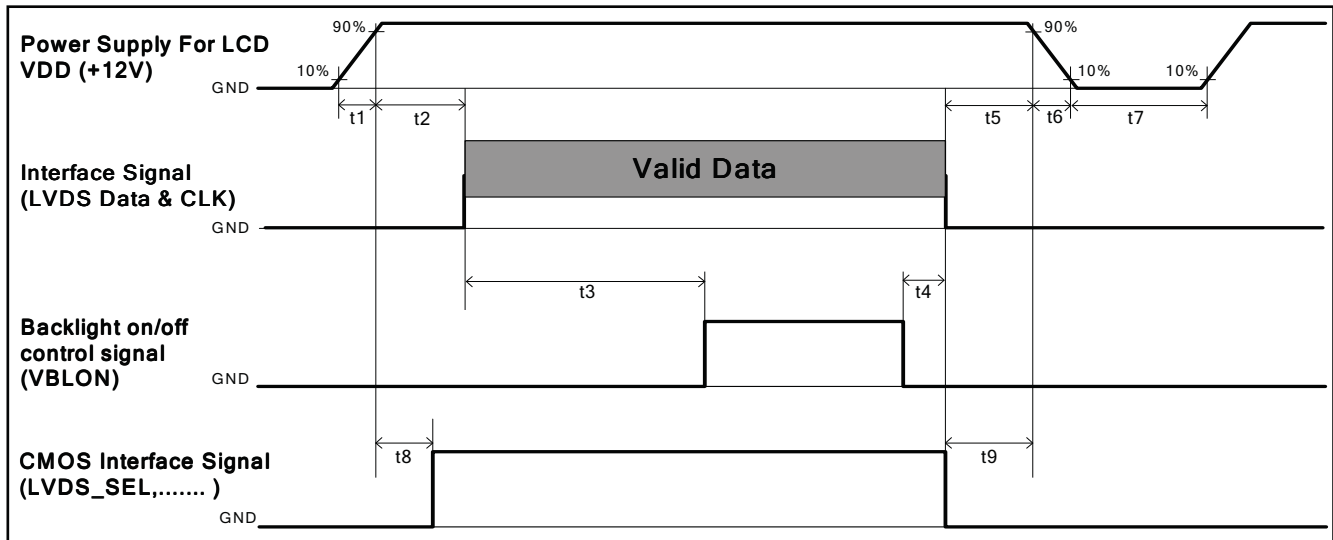 Power Supply For LCD
VDD (+12V)
90%
90%
10%
10%
10%
GND
t1
t2
t5
t6
t7
Interface Signal
(LVDS Data & CLK)
Valid Data
GND
t3
t4
Backlight on/off
control signal
(VBLON)
GND
CMOS Interface Signal
(LVDS_SEL,....... )
t8
t9
GND